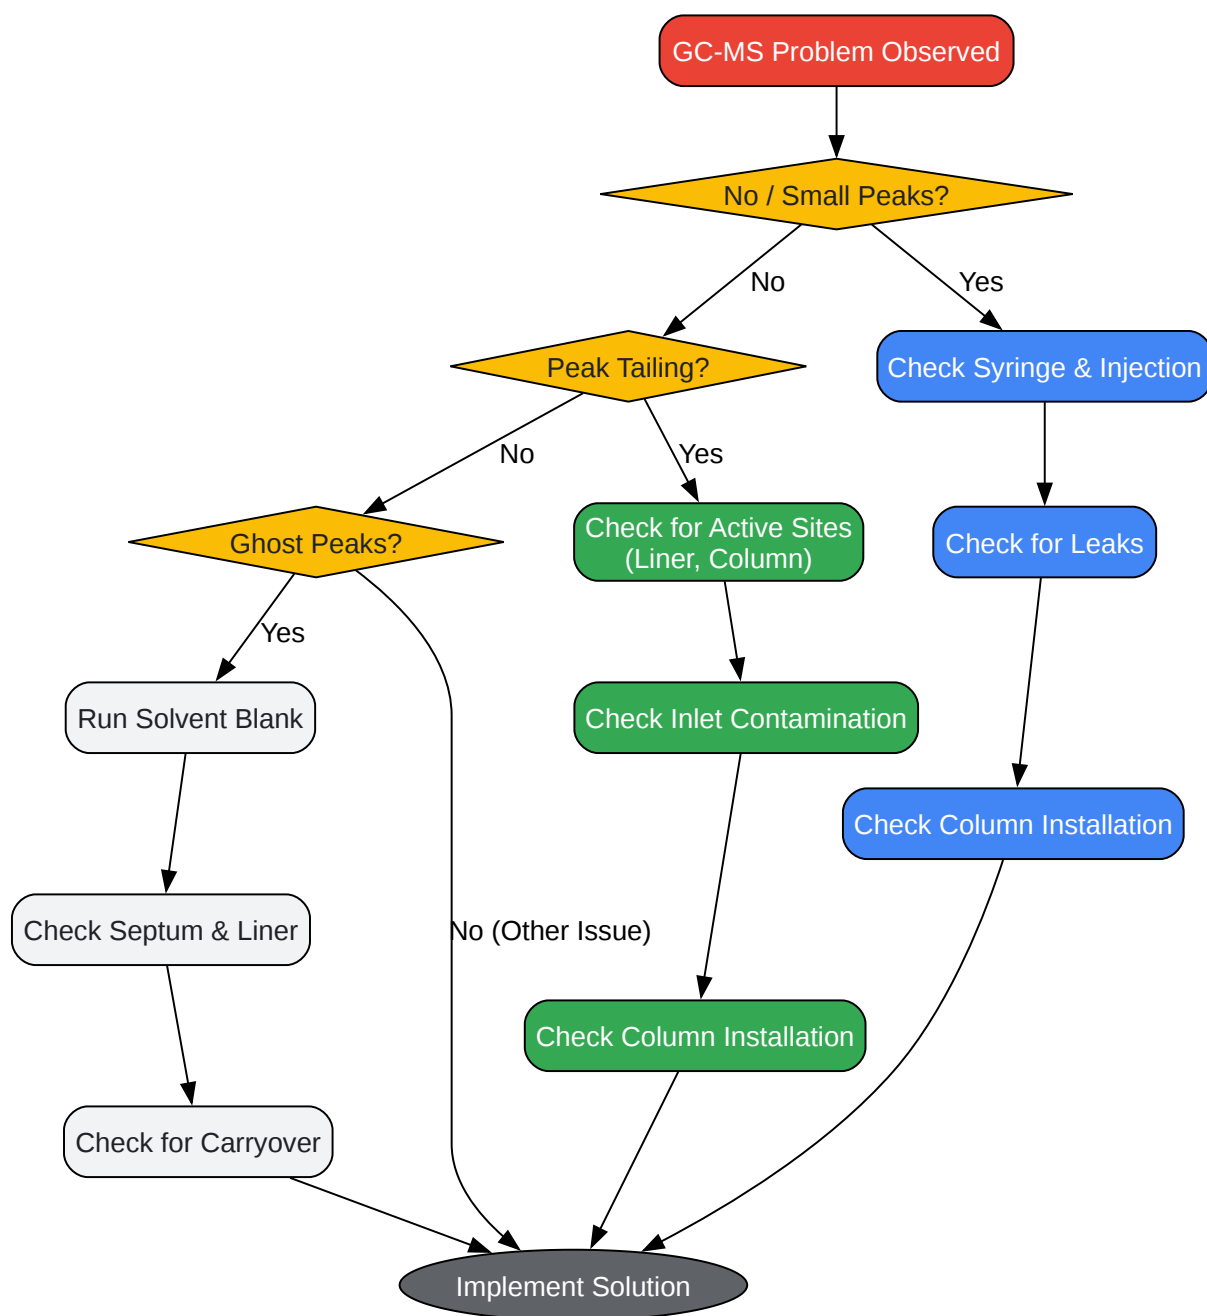 GC-MS Problem Observed
No / Small Peaks?
No
Yes
Peak Tailing?
Check Syringe & Injection
No
Yes
Ghost Peaks?
Check for Active Sites
(Liner, Column)
Check for Leaks
Yes
Run Solvent Blank
Check Inlet Contamination
Check Column Installation
Check Septum & Liner
No (Other Issue)
Check Column Installation
Check for Carryover
Implement Solution